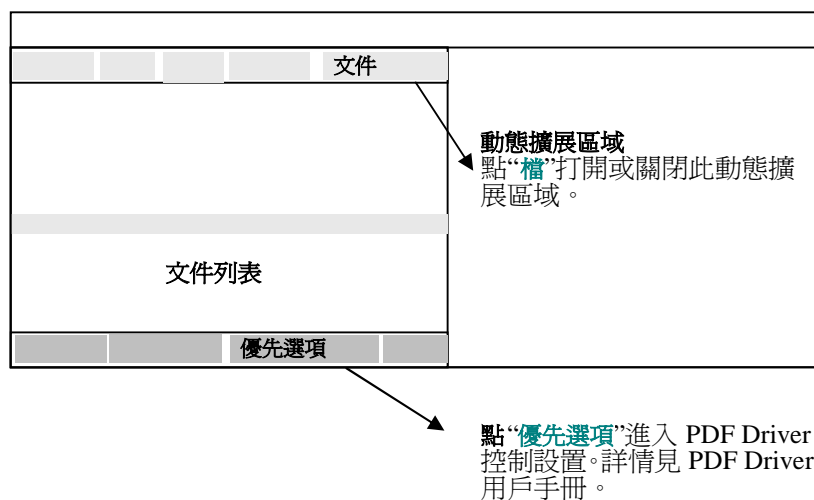 文件
動態擴展區域
點“檔”打開或關閉此動態擴
展區域。
文件列表
優先選項
點“優先選項”進入 PDF Driver
控制設置。詳情見 PDF Driver
用戶手冊。